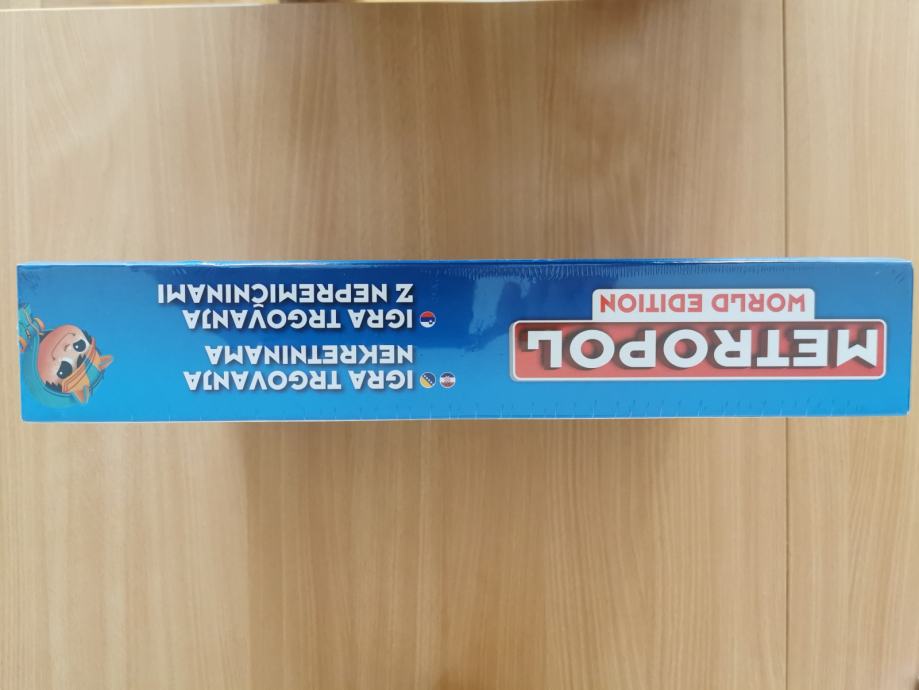 METROPOL
WORLD EDITION
IGRA TRGOVANJA
NEKRETNINAMA
IGRA TRGOVANJA
Z NEPREMIČNINAMI